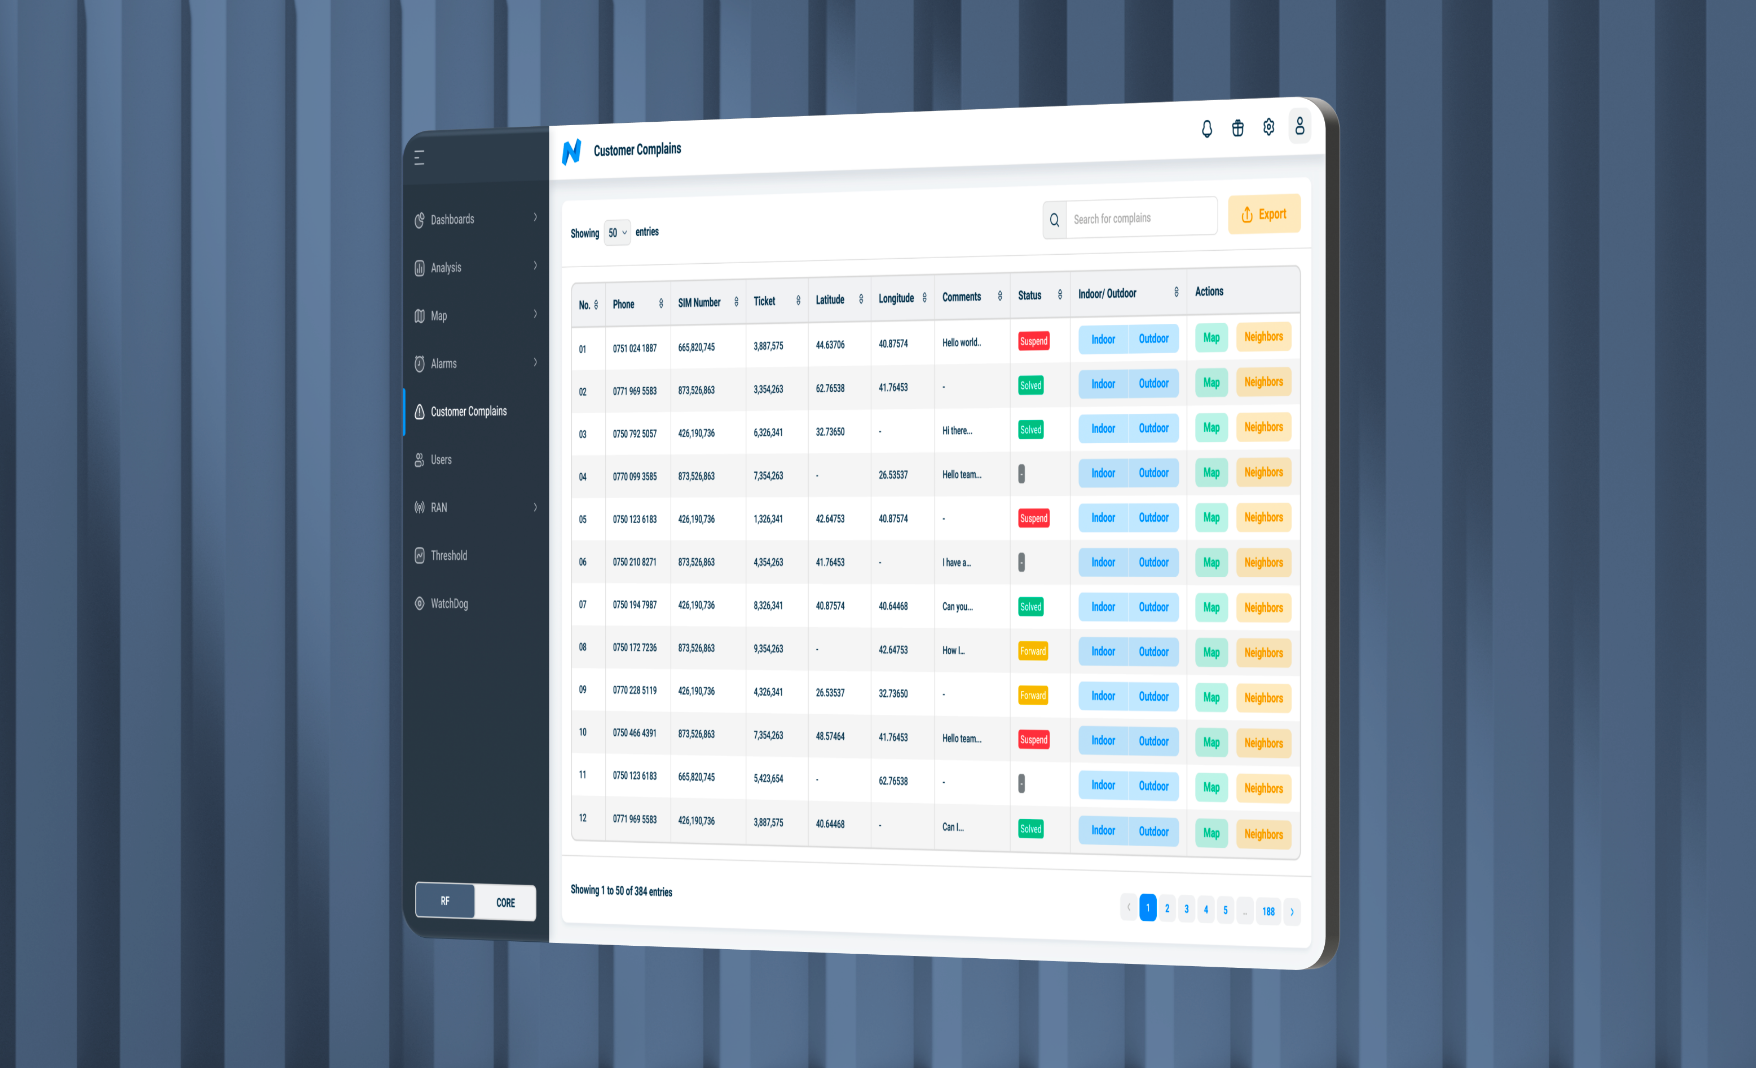 Customer Complains
Dashboards
Analysis
Map
Alarms
Customer Complains
Users
RAN
Threshold
WatchDog
RF CORE
Showing 50 entries
Search for complains
Export
No. Phone SIM Number Ticket Latitude Longitude Comments Status Indoor/ Outdoor Actions
01 0751 024 1887 665,820,745 3,887,575 44.63706 40.87574 Hello world.. Suspend Indoor Outdoor Map Neighbors
02 0771 969 5583 873,526,863 3,354,263 62.76538 41.76453 - Solved Indoor Outdoor Map Neighbors
03 0750 792 5057 426,190,736 6,326,341 32.73650 - Hi there... Solved Indoor Outdoor Map Neighbors
04 0770 099 3585 873,526,863 7,354,263 - 26.53537 Hello team... - Indoor Outdoor Map Neighbors
05 0750 123 6183 426,190,736 1,326,341 42.64753 40.87574 - Suspend Indoor Outdoor Map Neighbors
06 0750 210 8271 873,526,863 4,354,263 41.76453 - I have a... - Indoor Outdoor Map Neighbors
07 0750 194 7987 426,190,736 8,326,341 40.87574 40.64468 Can you... Solved Indoor Outdoor Map Neighbors
08 0750 172 7236 873,526,863 9,354,263 - 42.64753 How I... Forward Indoor Outdoor Map Neighbors
09 0770 228 5119 426,190,736 4,326,341 26.53537 32.73650 - Forward Indoor Outdoor Map Neighbors
10 0750 466 4391 873,526,863 7,354,263 48.57464 41.76453 Hello team... Suspend Indoor Outdoor Map Neighbors
11 0750 123 6183 665,820,745 5,423,654 - 62.76538 - - Indoor Outdoor Map Neighbors
12 0771 969 5583 426,190,736 3,887,575 40.64468 - Can I... Solved Indoor Outdoor Map Neighbors
Showing 1 to 50 of 384 entries
1 2 3 4 5 ... 188